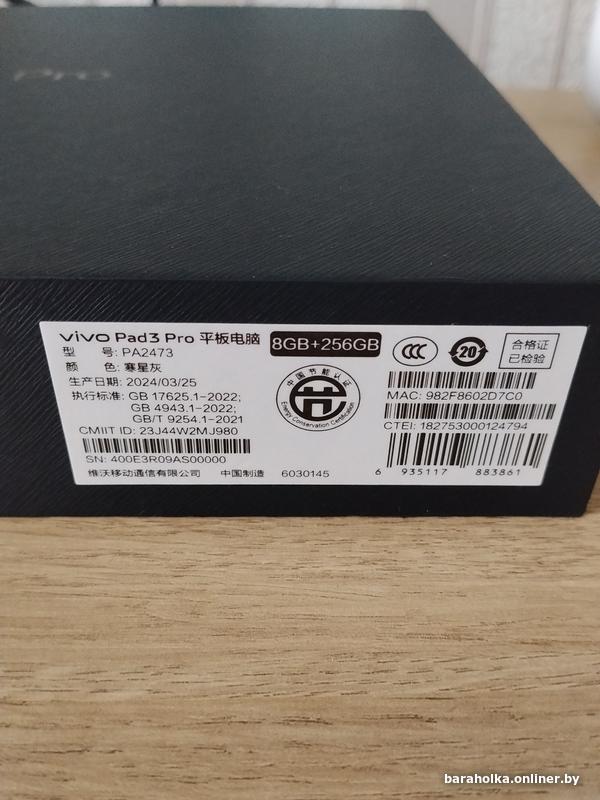 Pro
vivo Pad3 Pro 平板电脑 8GB+256GB
型 号: PA2473
颜 色: 寒星灰
生产日期: 2024/03/25
执行标准: GB 17625.1-2022;
GB 4943.1-2022;
GB/T 9254.1-2021
CMIIT ID: 23J44W2MJ980
SN: 400E3R09AS00000
维沃移动通信有限公司 中国制造 6030145
中国节能认证
Energy Conservation Certification
CCC
20
合格证
已检验
MAC: 982F8602D7C0
CTEI: 182753000124794
6 935117 883861
baraholka.onliner.by